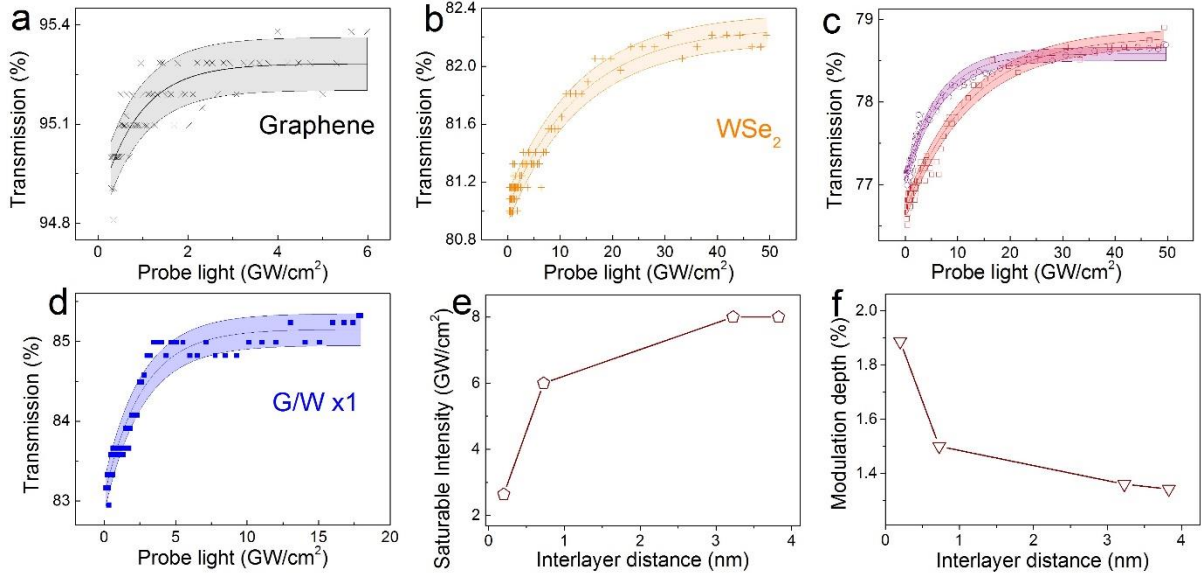 a
95.4
95.1
94.8
Transmission (%)
Graphene
0 2 4 6
Probe light (GW/cm²)
b
82.4
82.0
81.6
81.2
80.8
Transmission (%)
WSe₂
0 10 20 30 40 50
Probe light (GW/cm²)
c
79
78
77
Transmission (%)
0 10 20 30 40 50
Probe light (GW/cm²)
d
85
84
83
Transmission (%)
G/W x1
0 5 10 15 20
Probe light (GW/cm²)
e
8
6
4
2
Saturable Intensity (GW/cm²)
0 1 2 3 4
Interlayer distance (nm)
f
2.0
1.8
1.6
1.4
Modulation depth (%)
0 1 2 3 4
Interlayer distance (nm)